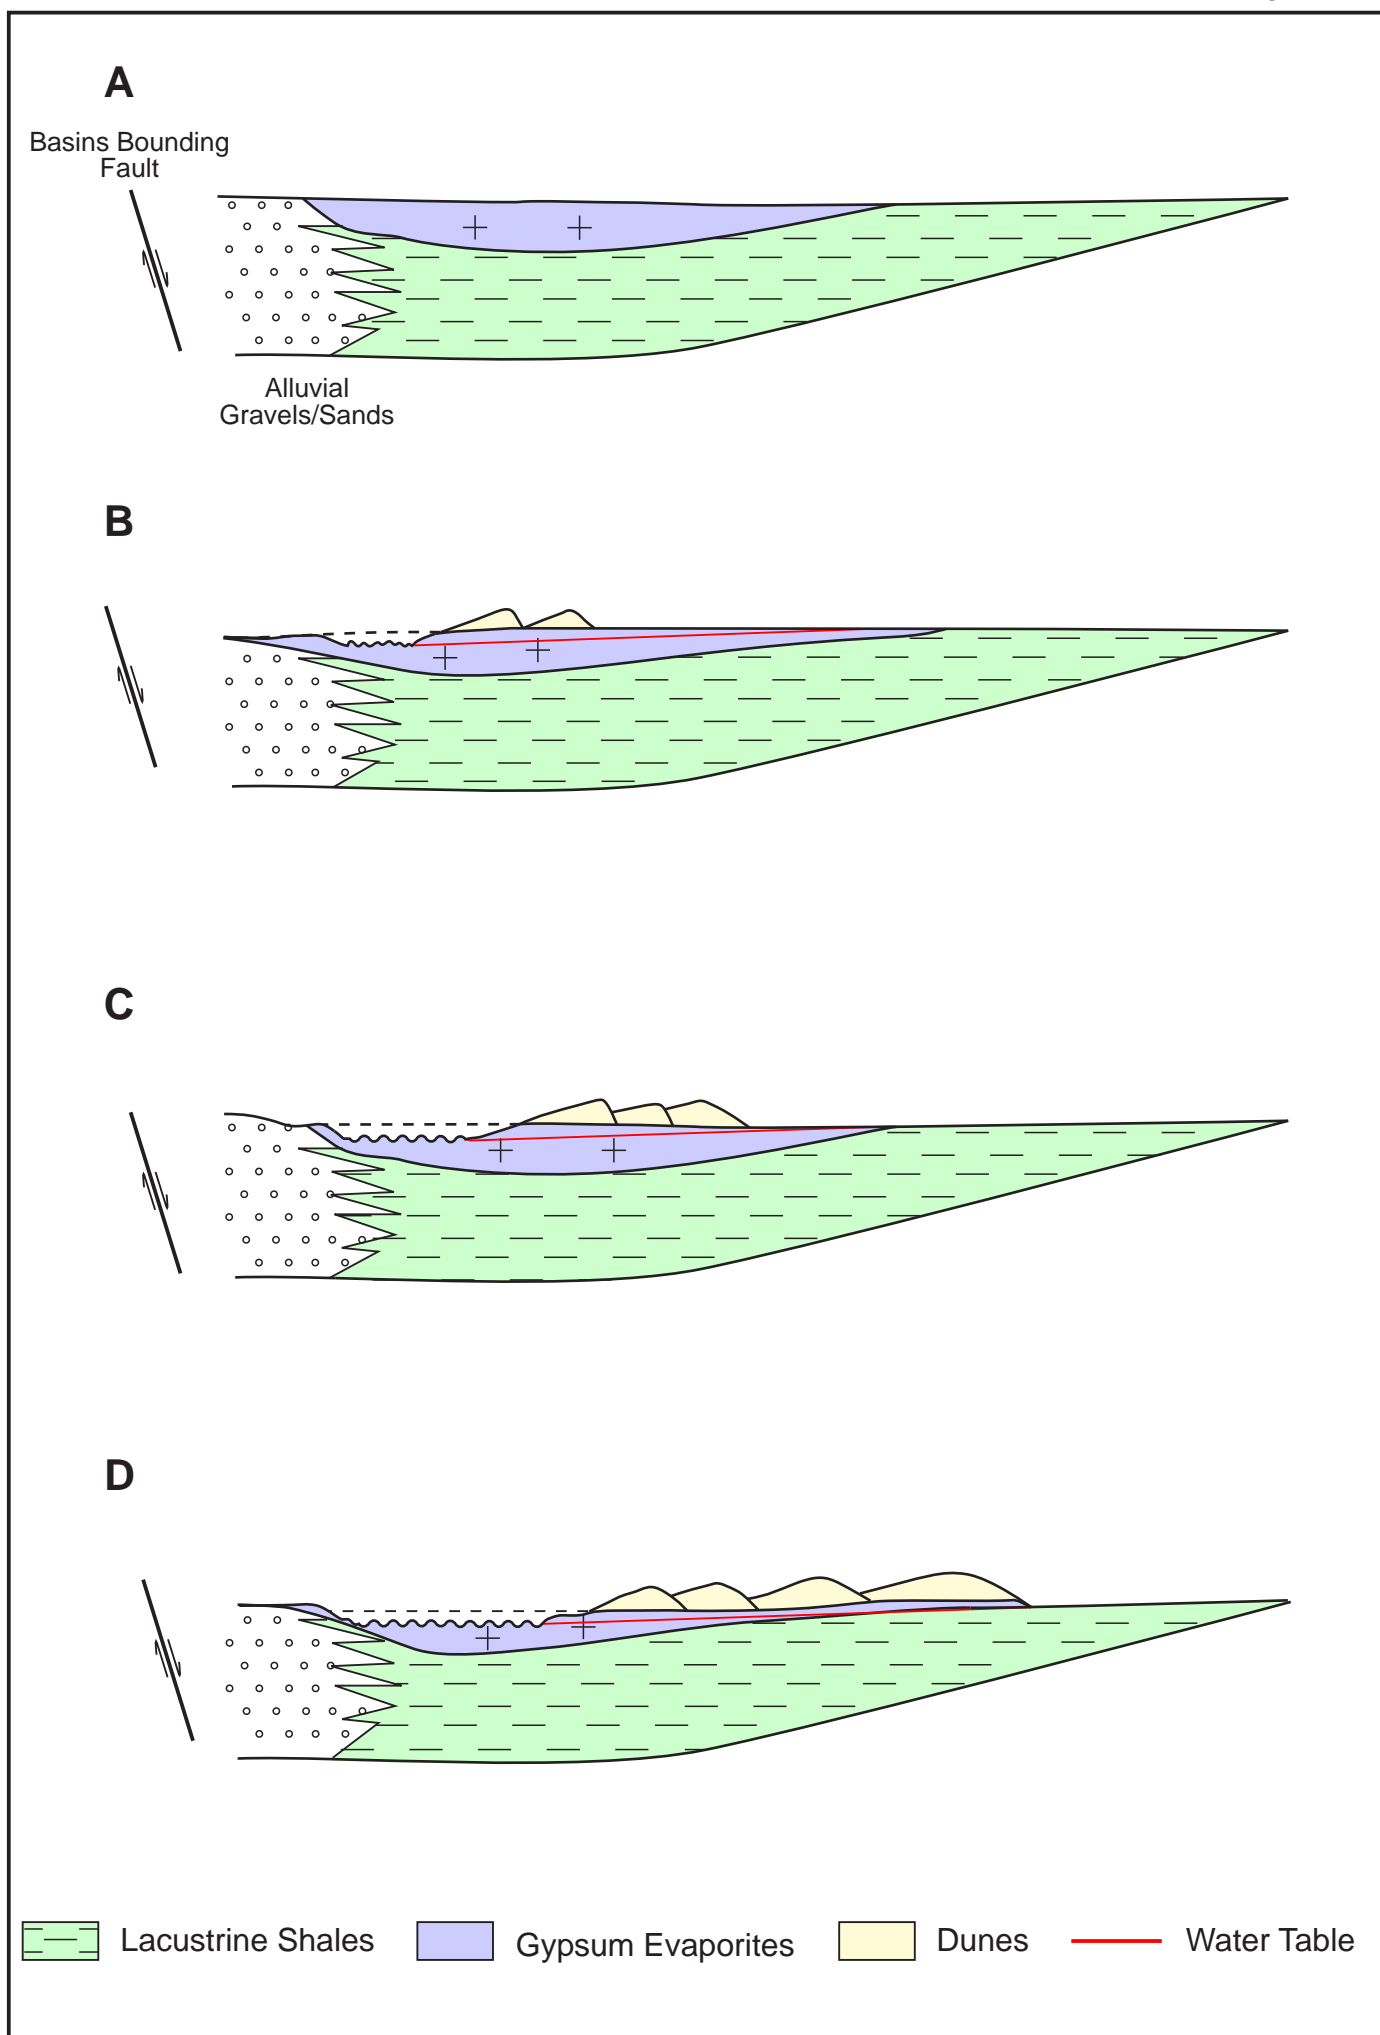 A
Basins Bounding
Fault
Alluvial
Gravels/Sands
B
C
D
Lacustrine Shales
Gypsum Evaporites
Dunes
Water Table